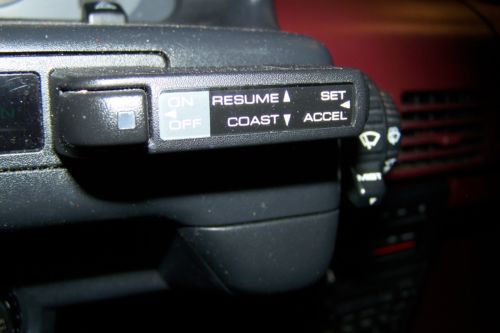 ON RESUME SET
OFF COAST ACCEL